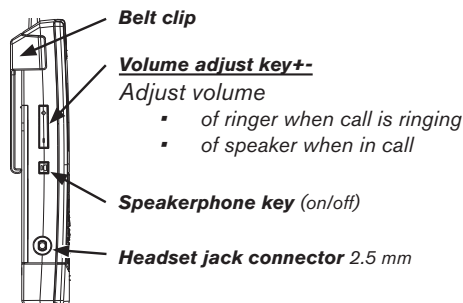 Belt clip
Volume adjust key+-
Adjust volume
▪ of ringer when call is ringing
▪ of speaker when in call
Speakerphone key (on/off)
Headset jack connector 2.5 mm